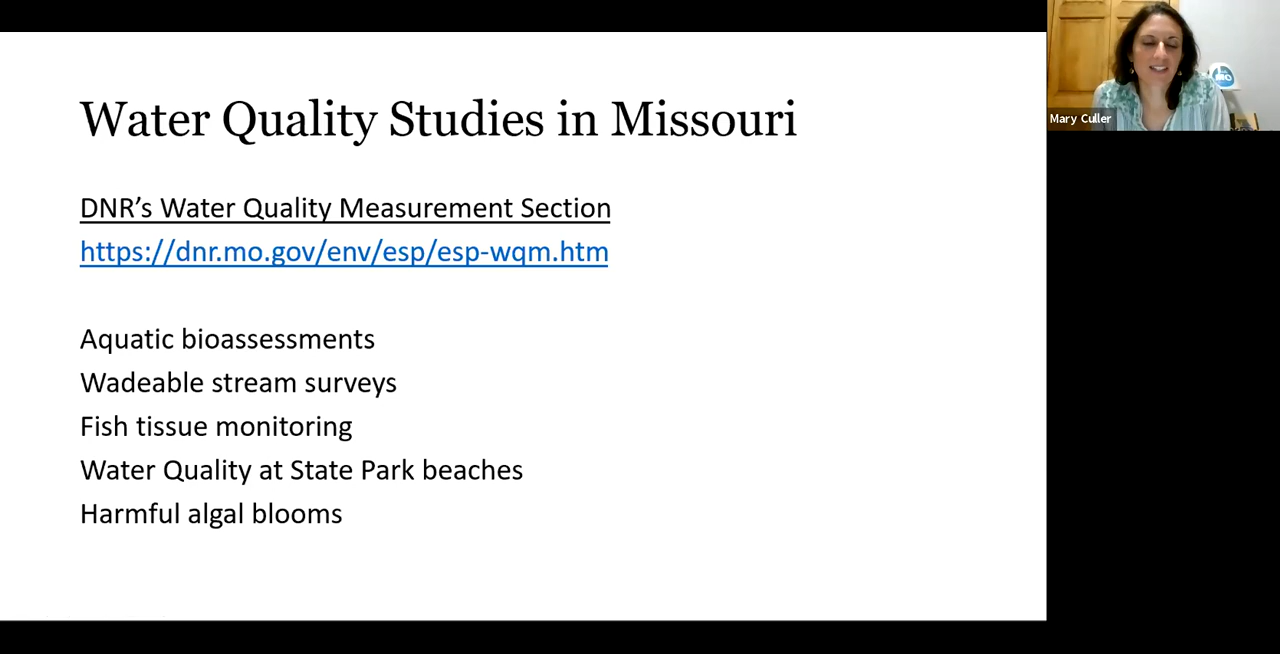 Water Quality Studies in Missouri
DNR’s Water Quality Measurement Section
https://dnr.mo.gov/env/esp/esp-wqm.htm
Aquatic bioassessments
Wadeable stream surveys
Fish tissue monitoring
Water Quality at State Park beaches
Harmful algal blooms
Mary Culler
MO